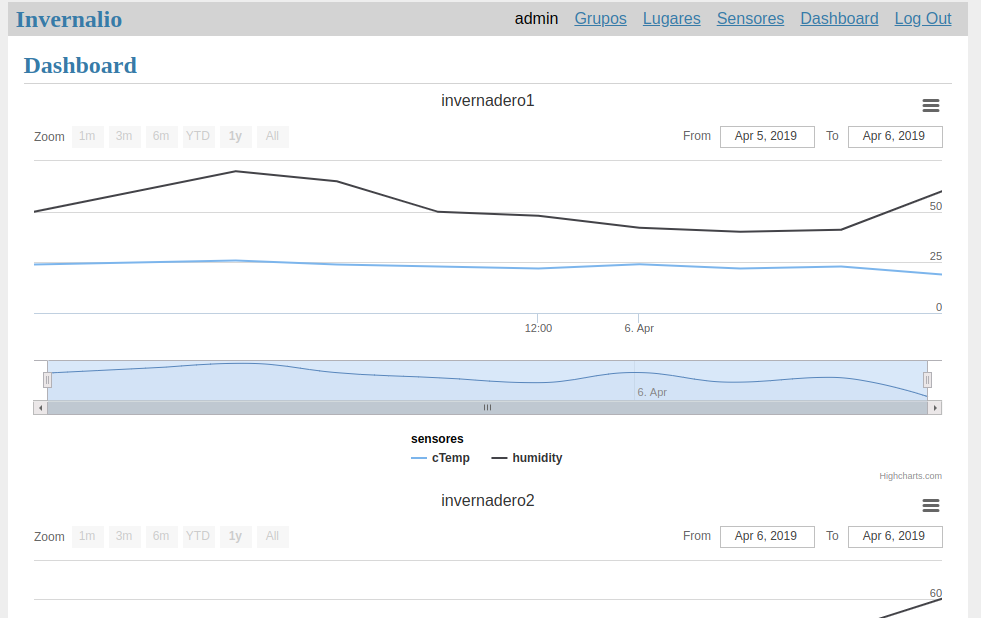 Invernalio admin Grupos Lugares Sensores Dashboard Log Out
Dashboard
invernadero1
Zoom 1m 3m 6m YTD 1y All From Apr 5, 2019 To Apr 6, 2019
50
25
0
12:00 6. Apr
6. Apr
sensores
cTemp humidity
Highcharts.com
invernadero2
Zoom 1m 3m 6m YTD 1y All From Apr 6, 2019 To Apr 6, 2019
60